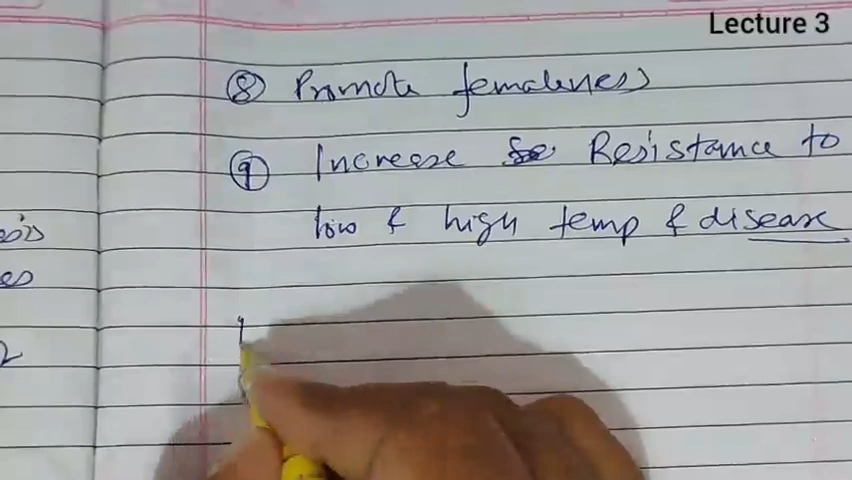 Lecture 3
⑧ Promote femaleness
⑨ Increase Resistance to
low & high temp & disease